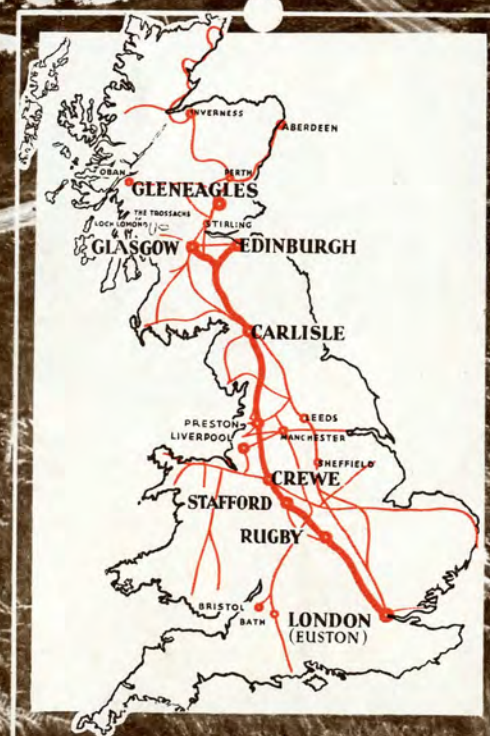 INVERNESS
ABERDEEN
OBAN
PERTH
GLENEAGLES
THE TROSSACHS
LOCH LOMOND
STIRLING
GLASGOW
EDINBURGH
CARLISLE
PRESTON
LEEDS
LIVERPOOL
MANCHESTER
SHEFFIELD
CREWE
STAFFORD
RUGBY
BRISTOL
BATH
LONDON
(EUSTON)